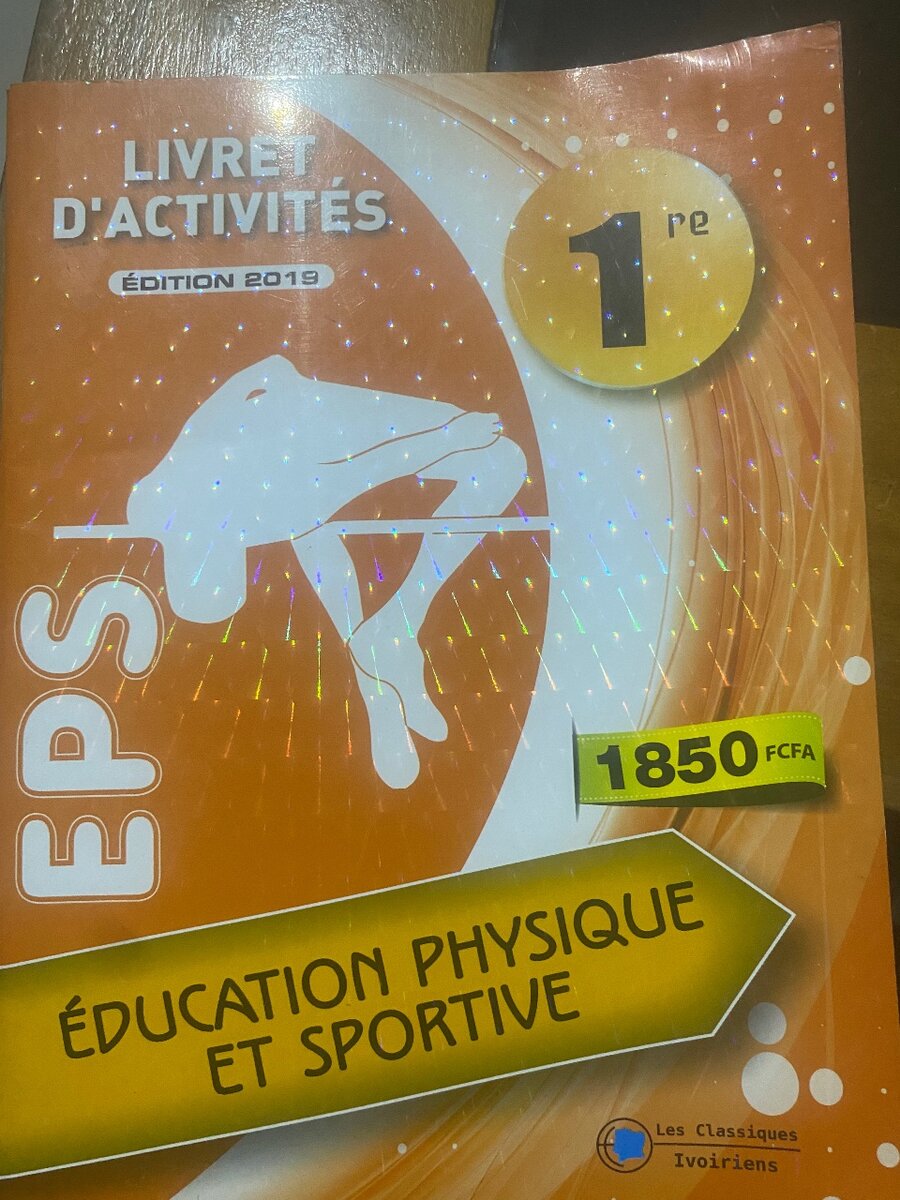 LIVRET
D'ACTIVITÉS
ÉDITION 2019
1re
EPS
1850 FCFA
ÉDUCATION PHYSIQUE
ET SPORTIVE
Les Classiques
Ivoiriens